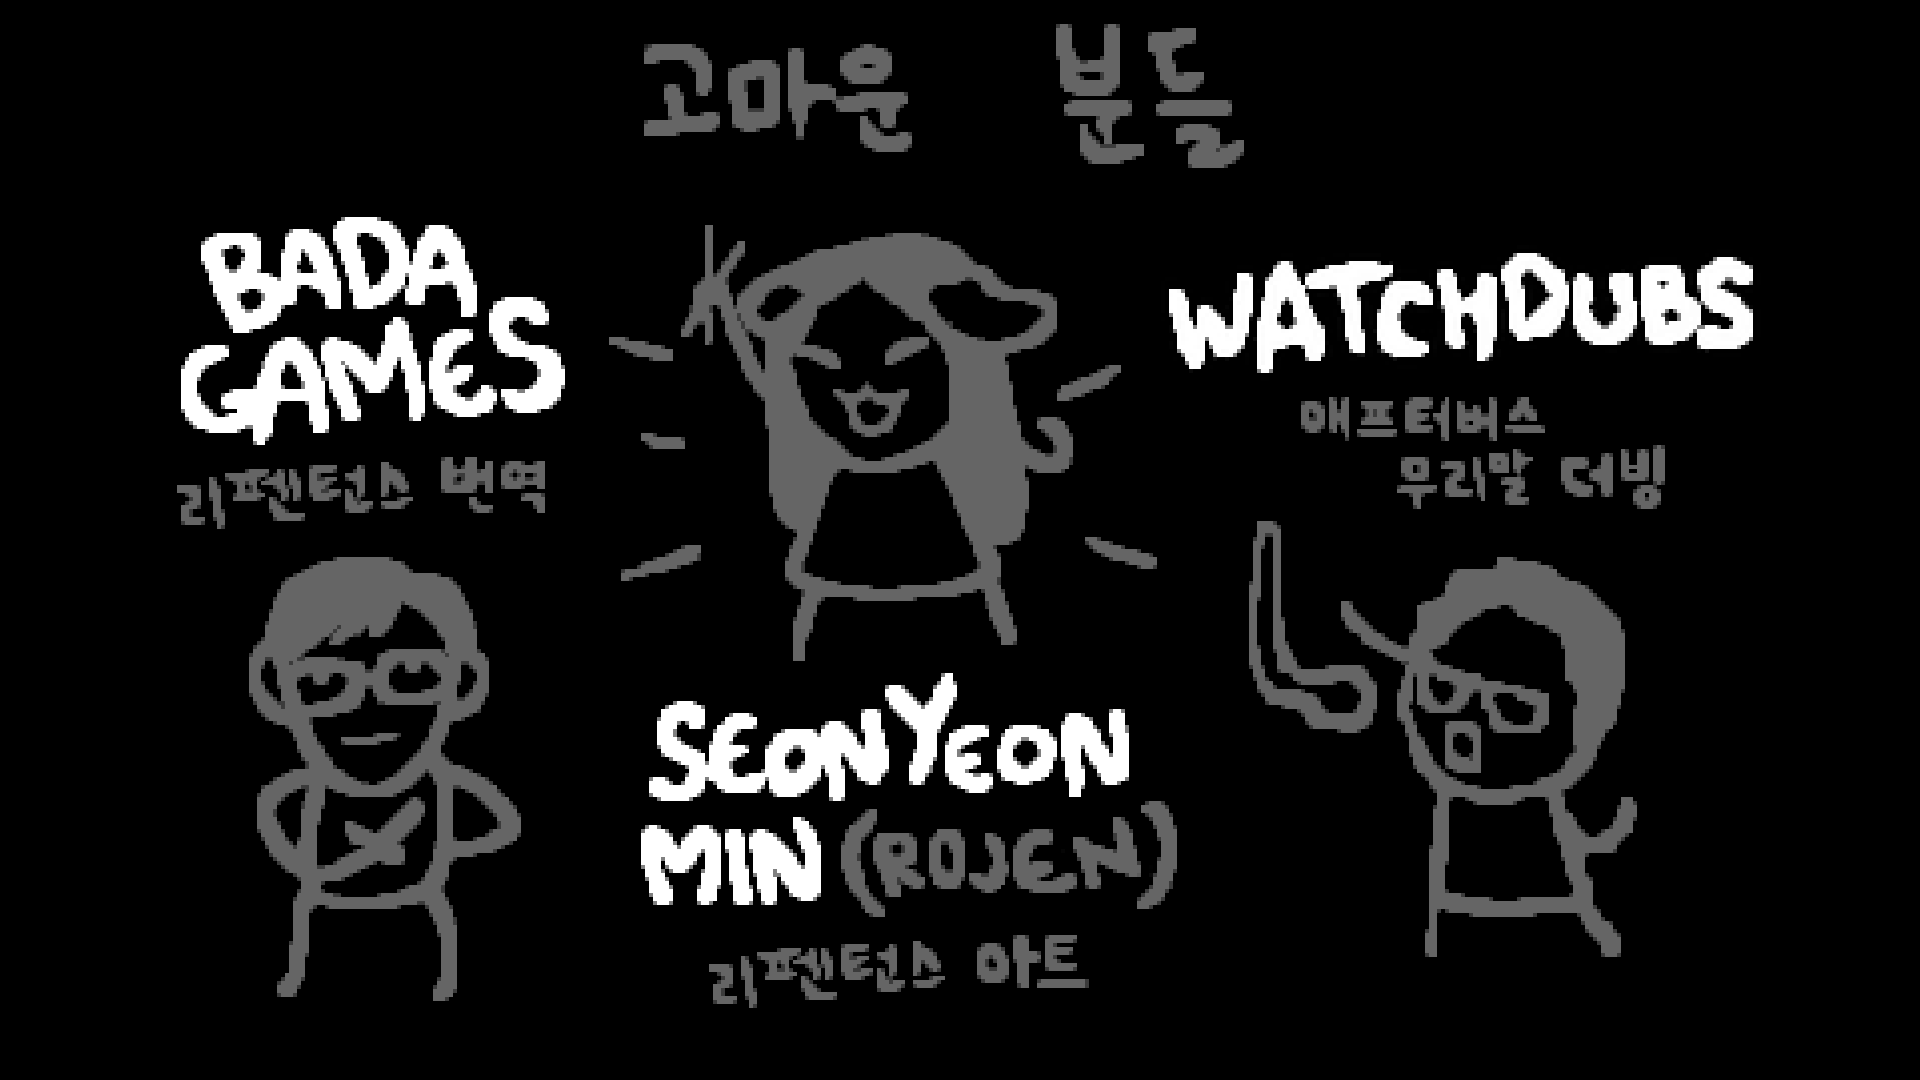 고마운 분들
BADA
GAMES
리펜턴스 번역
WATCHDUBS
애프터버스
우리말 더빙
SEONYEON
MIN (ROJEN)
리펜턴스 아트